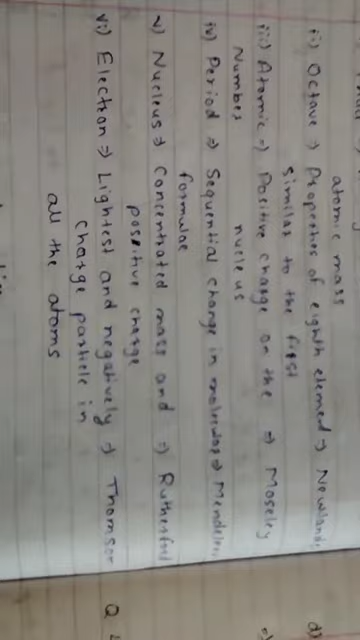 atomic mass
ii) Octave ⇒ Properties of eighth element ⇒ Newlands
similar to the first
iii) Atomic ⇒ Positive charge on the ⇒ Moseley
Number nucleus
iv) Period ⇒ Sequential change in molecular ⇒ Mendeleev
formulae
v) Nucleus ⇒ Concentrated mass and ⇒ Rutherford
positive charge
vi) Electron ⇒ Lightest and negatively ⇒ Thomson
charge particle in
all the atoms
Q
d)